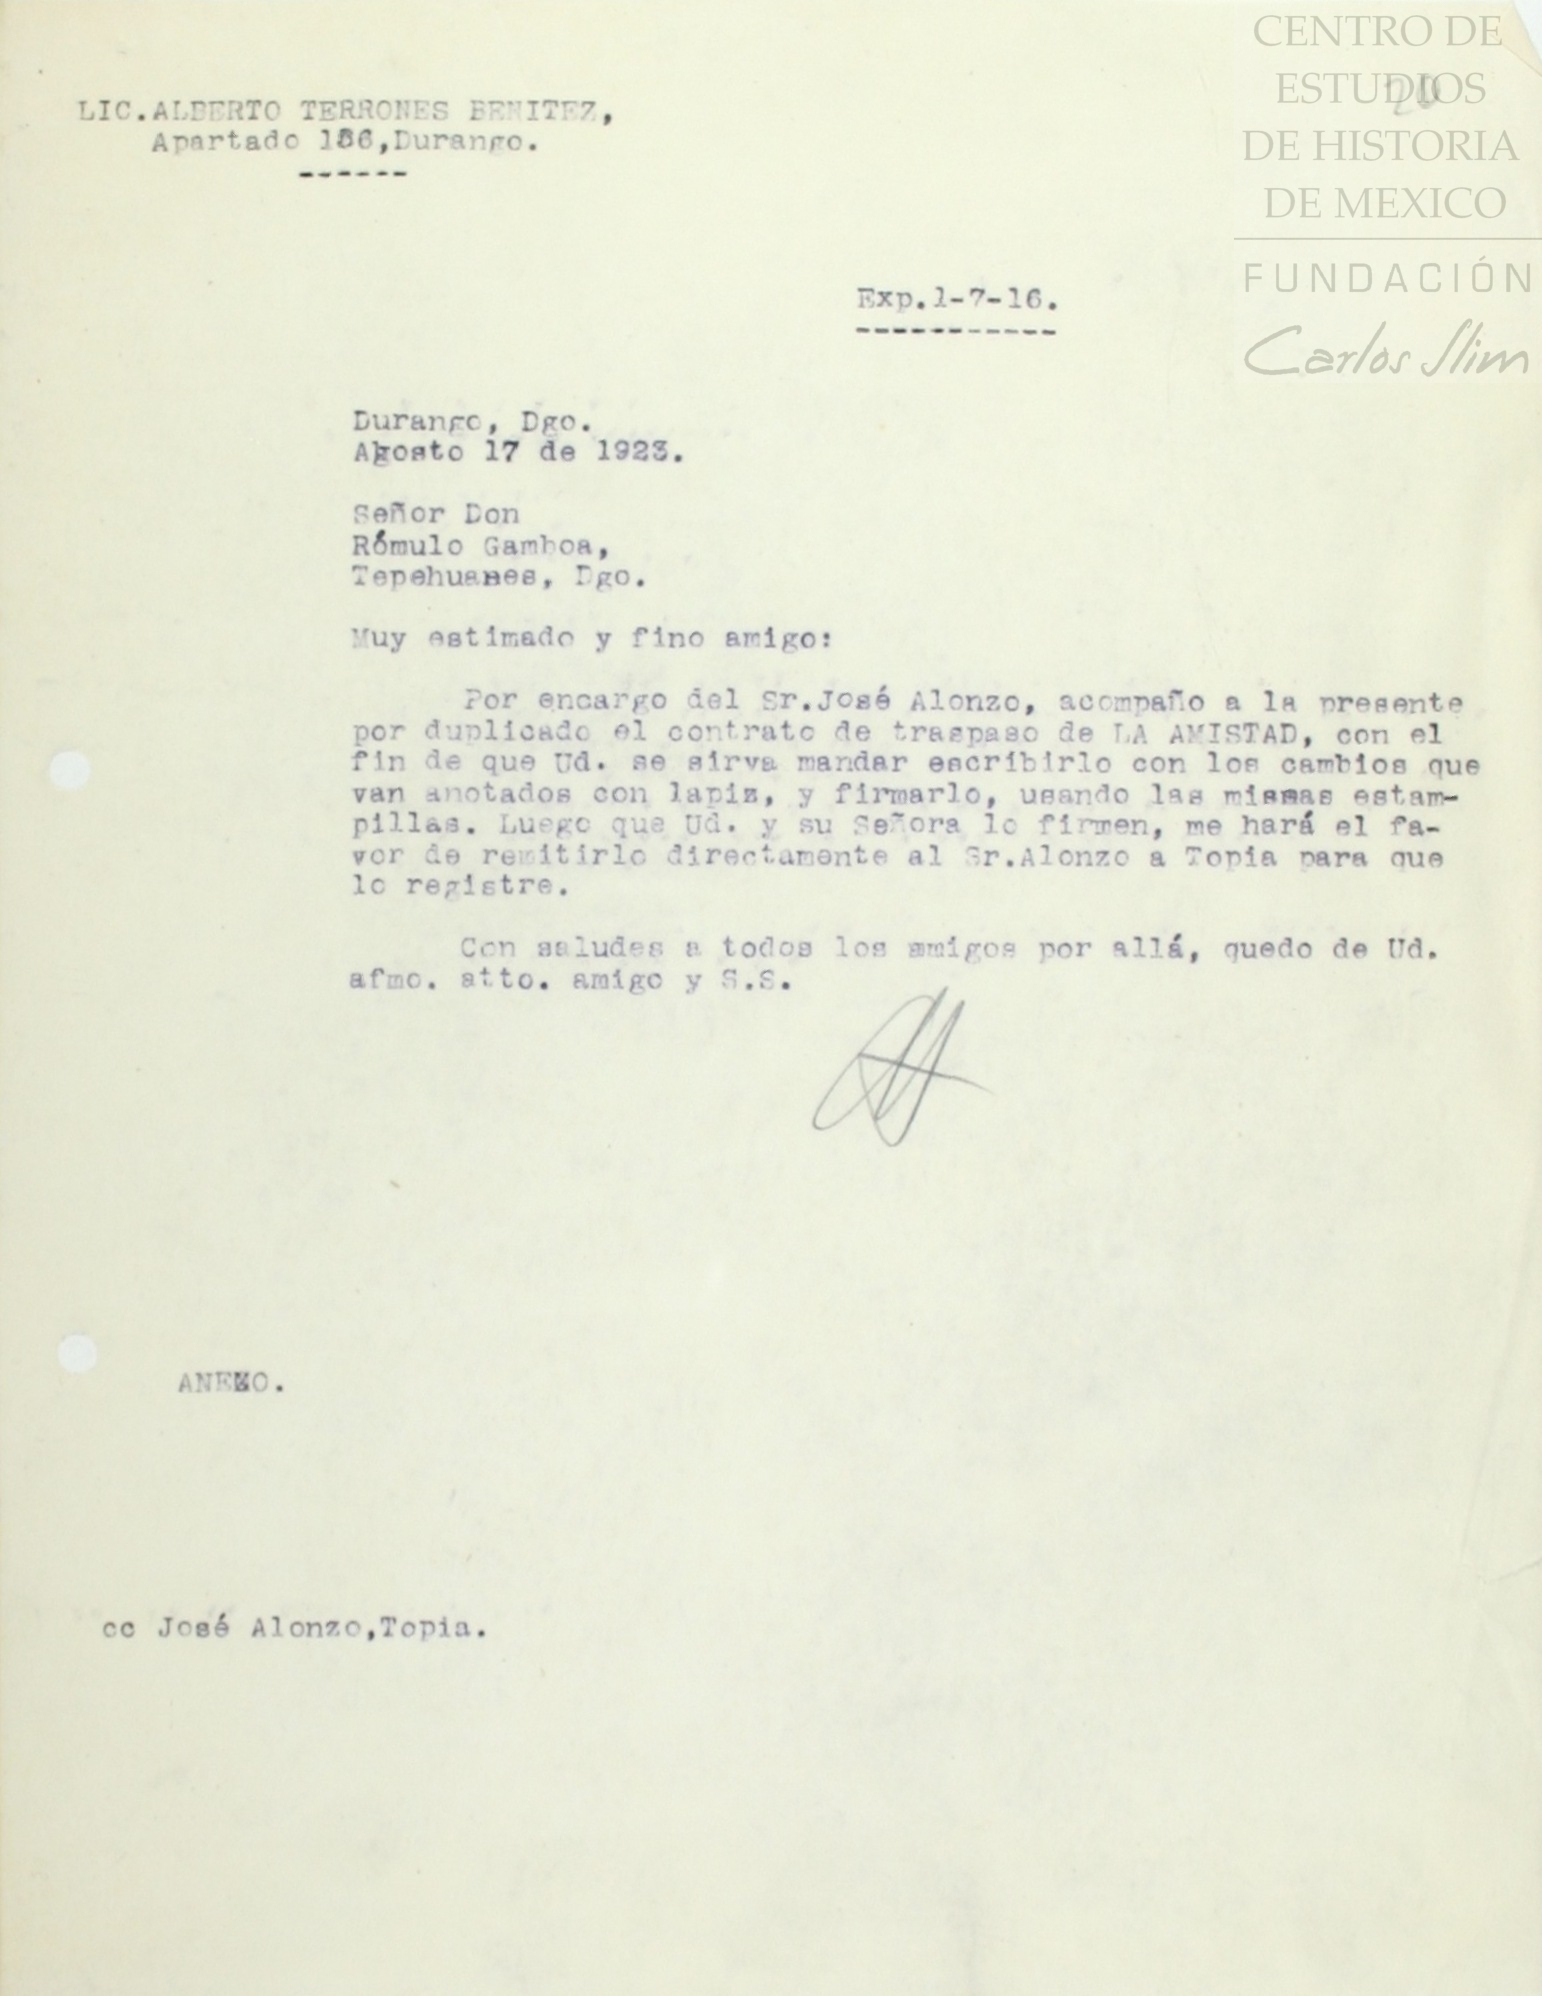 CENTRO DE
ESTUDIOS
DE HISTORIA
DE MEXICO
FUNDACIÓN
Carlos Slim
20
LIC.ALBERTO TERRONES BENITEZ,
Apartado 186,Durango.
------
Exp.1-7-16.
-----------
Durango, Dgo.
Agosto 17 de 1923.
Señor Don
Rómulo Gamboa,
Tepehuanes, Dgo.
Muy estimado y fino amigo:
Por encargo del Sr.José Alonzo, acompaño a la presente
por duplicado el contrato de traspaso de LA AMISTAD, con el
fin de que Ud. se sirva mandar escribirlo con los cambios que
van anotados con lapiz, y firmarlo, usando las mismas estam-
pillas. Luego que Ud. y su Señora lo firmen, me hará el fa-
vor de remitirlo directamente al Sr.Alonzo a Topia para que
lo registre.
Con saludes a todos los amigos por allá, quedo de Ud.
afmo. atto. amigo y S.S.
ANEXO.
cc José Alonzo,Topia.